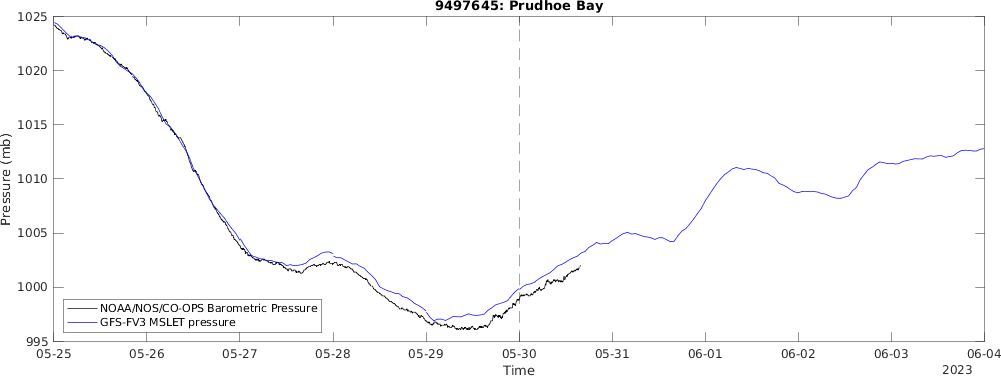 9497645: Prudhoe Bay
1025
1020
1015
1010
1005
1000
995
Pressure (mb)
NOAA/NOS/CO-OPS Barometric Pressure
GFS-FV3 MSLET pressure
05-25 05-26 05-27 05-28 05-29 05-30 05-31 06-01 06-02 06-03 06-04
Time
2023